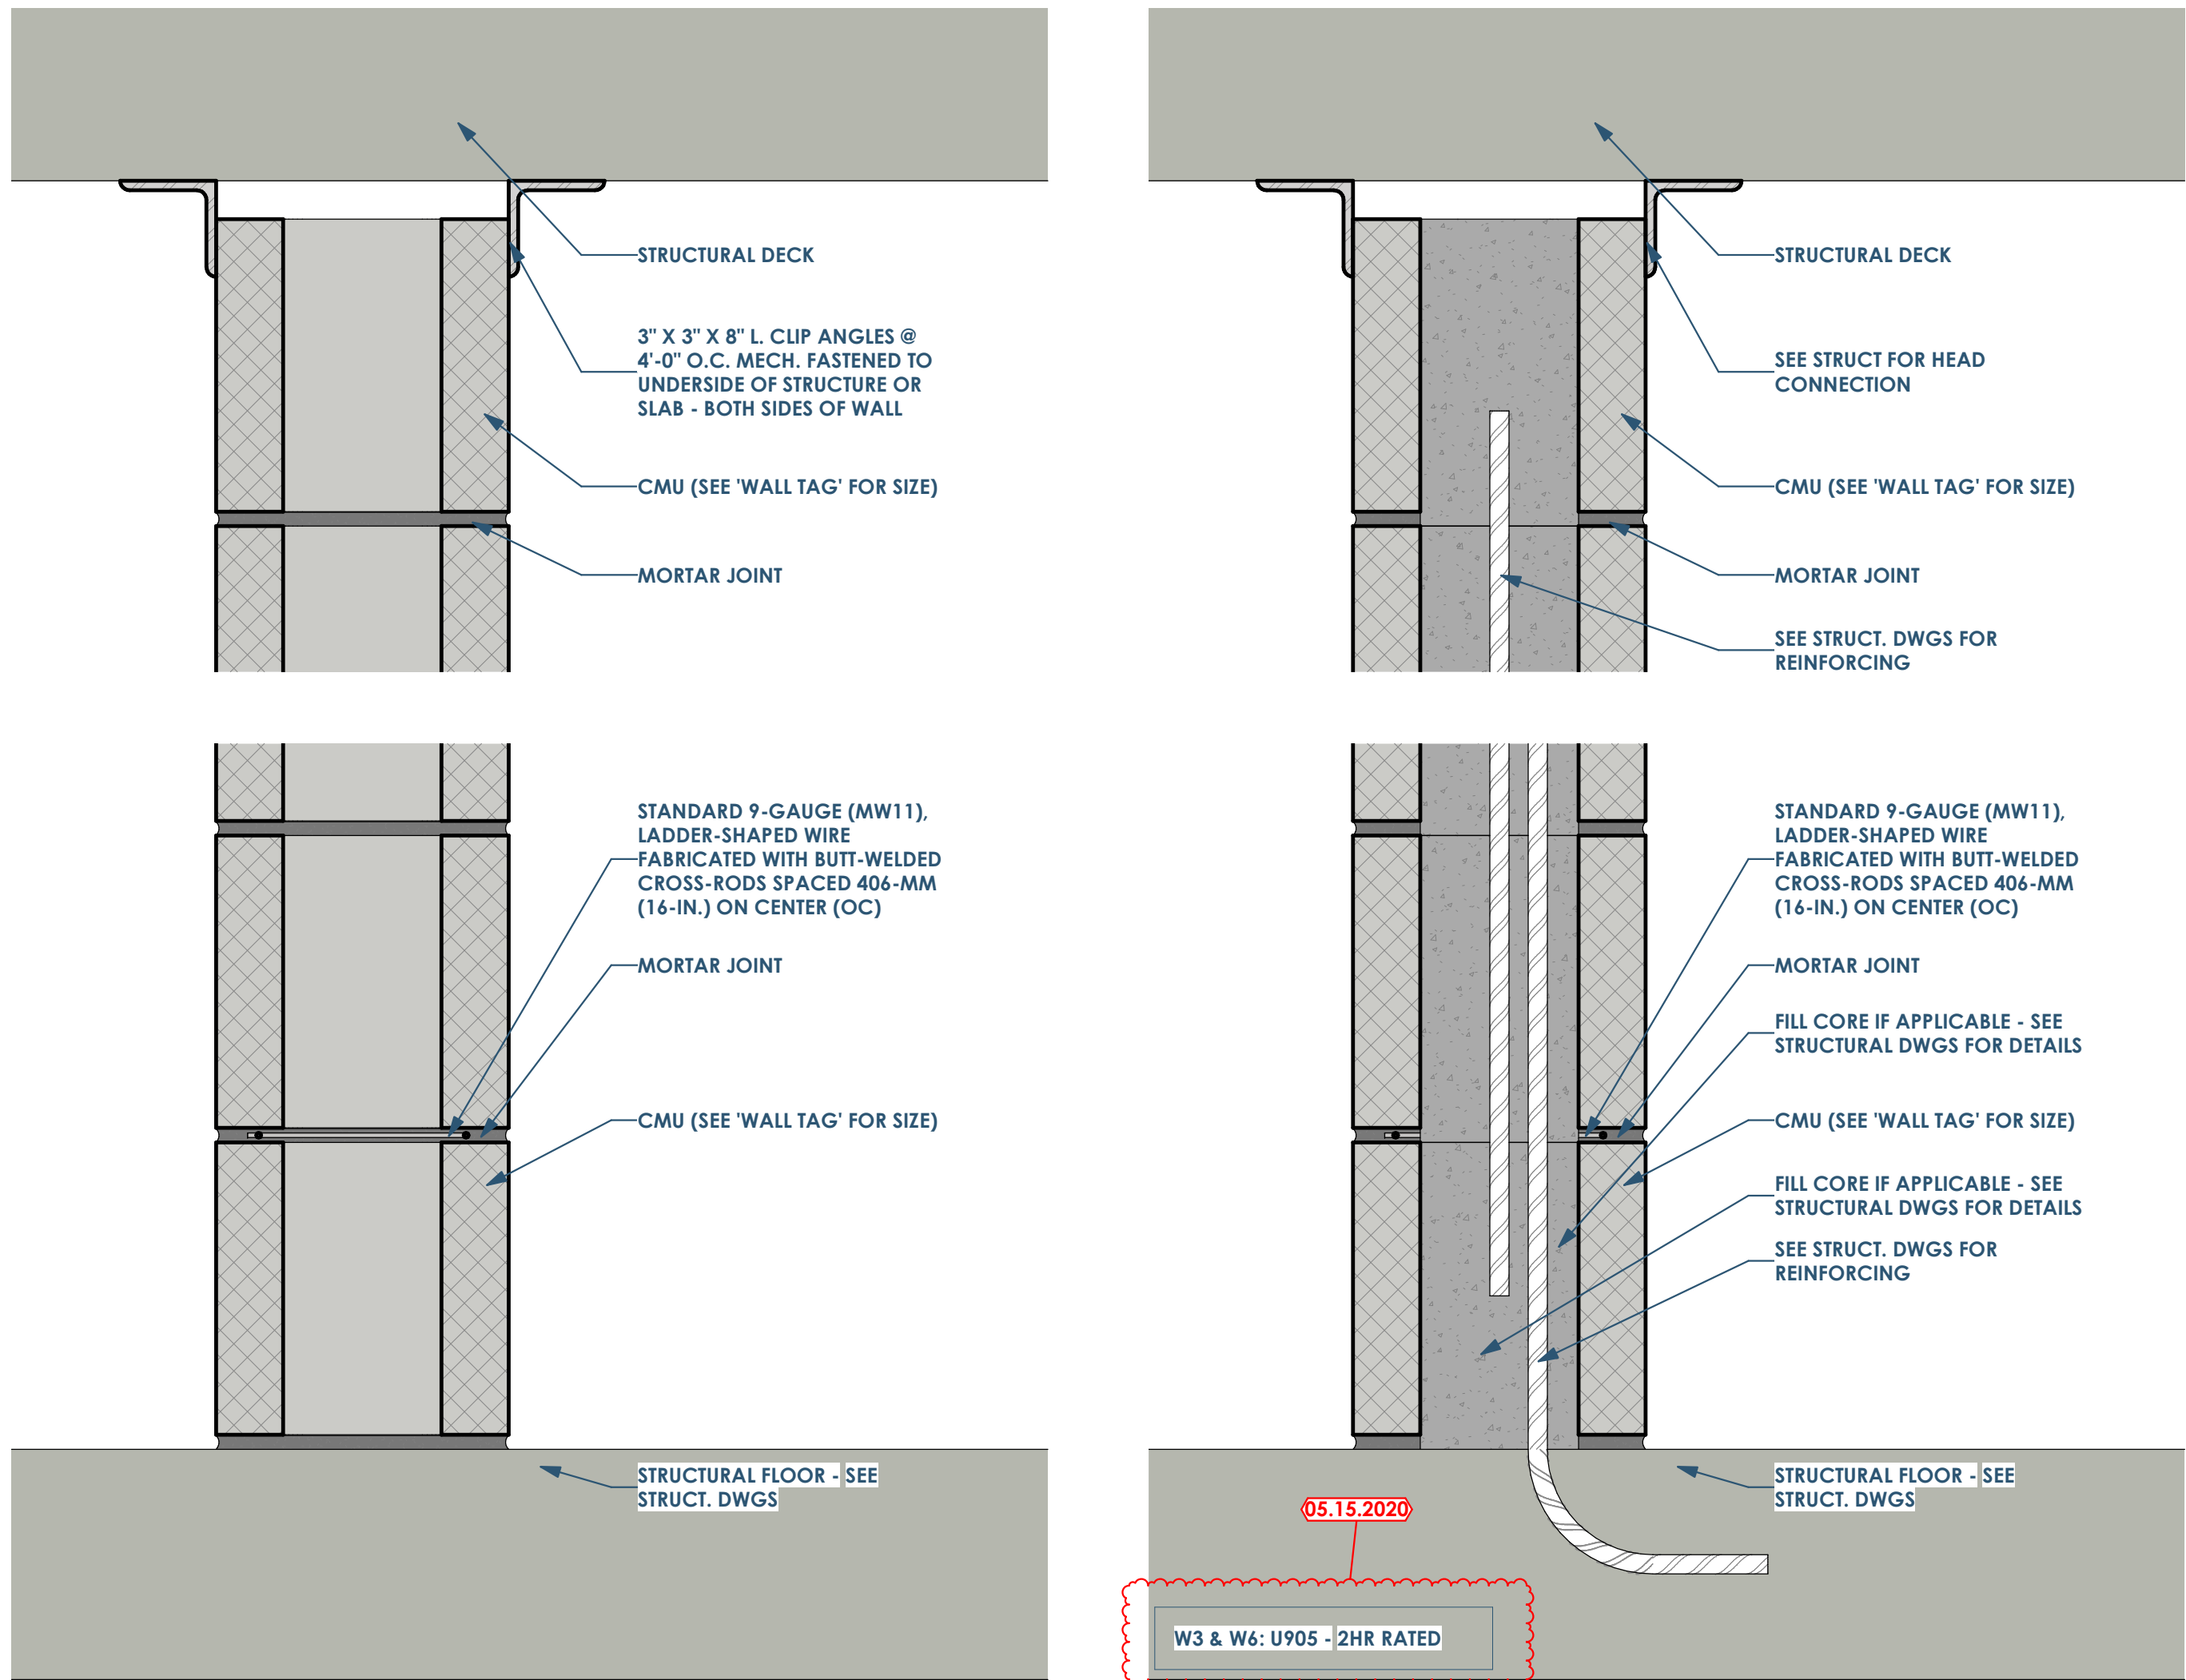 STRUCTURAL DECK
3" X 3" X 8" L. CLIP ANGLES @
4'-0" O.C. MECH. FASTENED TO
UNDERSIDE OF STRUCTURE OR
SLAB - BOTH SIDES OF WALL
CMU (SEE 'WALL TAG' FOR SIZE)
MORTAR JOINT
STANDARD 9-GAUGE (MW11),
LADDER-SHAPED WIRE
FABRICATED WITH BUTT-WELDED
CROSS-RODS SPACED 406-MM
(16-IN.) ON CENTER (OC)
MORTAR JOINT
CMU (SEE 'WALL TAG' FOR SIZE)
STRUCTURAL FLOOR - SEE
STRUCT. DWGS
STRUCTURAL DECK
SEE STRUCT FOR HEAD
CONNECTION
CMU (SEE 'WALL TAG' FOR SIZE)
MORTAR JOINT
SEE STRUCT. DWGS FOR
REINFORCING
STANDARD 9-GAUGE (MW11),
LADDER-SHAPED WIRE
FABRICATED WITH BUTT-WELDED
CROSS-RODS SPACED 406-MM
(16-IN.) ON CENTER (OC)
MORTAR JOINT
FILL CORE IF APPLICABLE - SEE
STRUCTURAL DWGS FOR DETAILS
CMU (SEE 'WALL TAG' FOR SIZE)
FILL CORE IF APPLICABLE - SEE
STRUCTURAL DWGS FOR DETAILS
SEE STRUCT. DWGS FOR
REINFORCING
STRUCTURAL FLOOR - SEE
STRUCT. DWGS
05.15.2020
W3 & W6: U905 - 2HR RATED